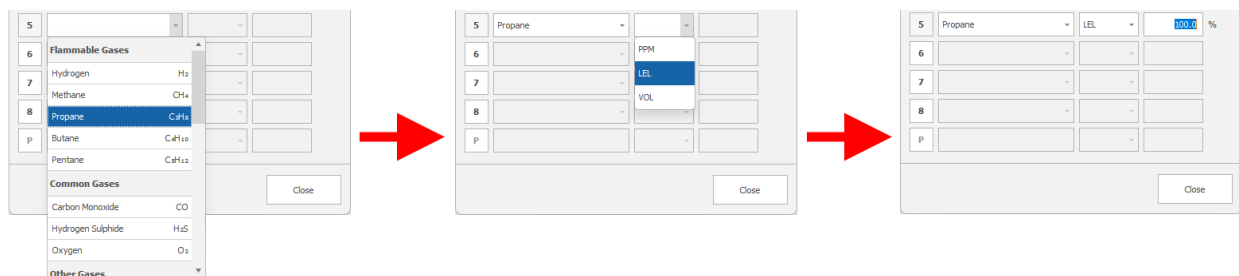 5
6
7
8
P
Flammable Gases
Hydrogen H₂
Methane CH₄
Propane C₃H₈
Butane C₄H₁₀
Pentane C₅H₁₂
Common Gases
Carbon Monoxide CO
Hydrogen Sulphide H₂S
Oxygen O₂
Other Gases
Close
5 Propane
6
7
8
P
PPM
LEL
VOL
Close
5 Propane LEL 100.0 %
6
7
8
P
Close